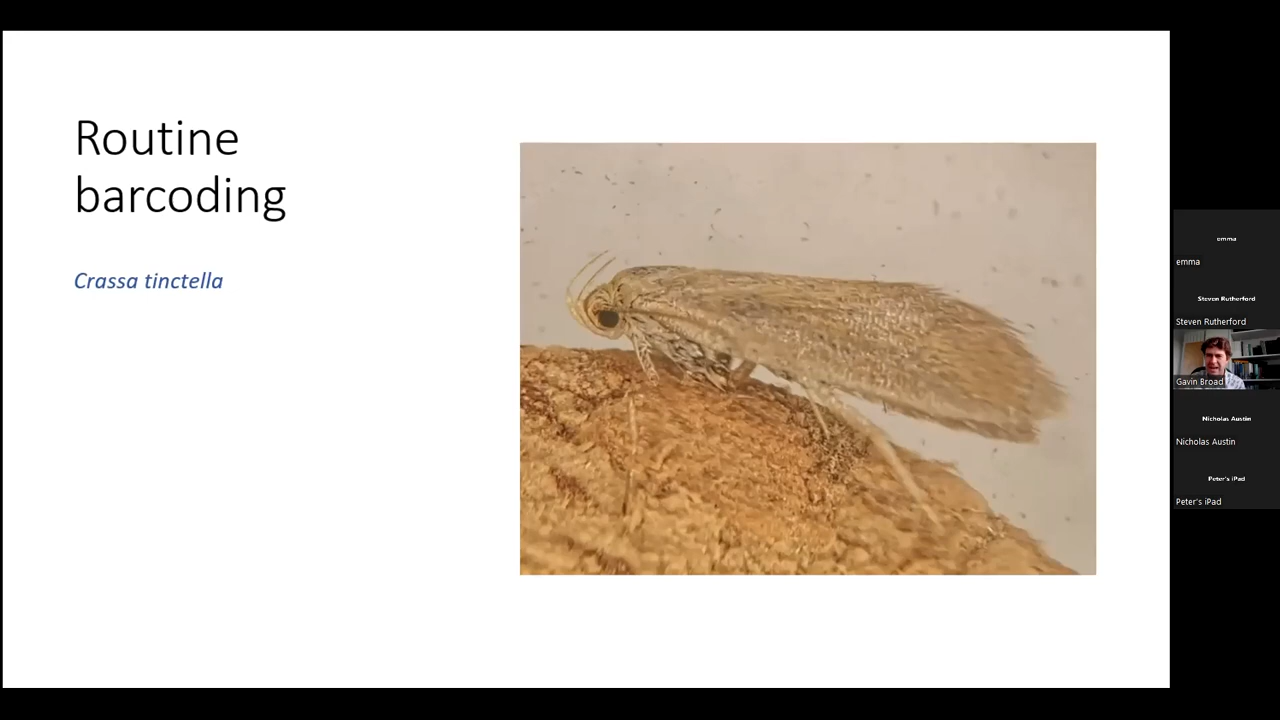 Routine
barcoding
Crassa tinctella
emma
emma
Steven Rutherford
Steven Rutherford
Gavin Broad
Nicholas Austin
Nicholas Austin
Peter's iPad
Peter's iPad